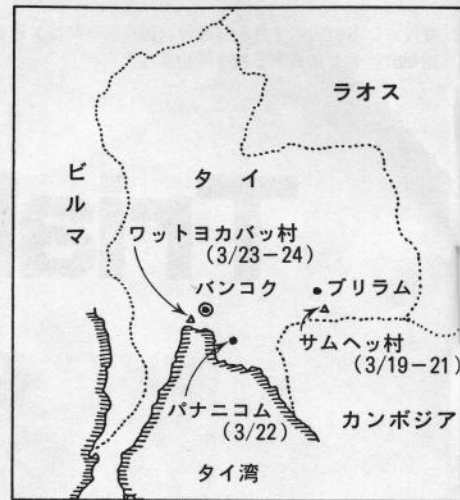 ラオス
タイ
ビルマ
ワットヨカバッ村
(3/23-24)
バンコク
ブリラム
サムヘッ村
(3/19-21)
パナニコム
(3/22)
カンボジア
タイ湾